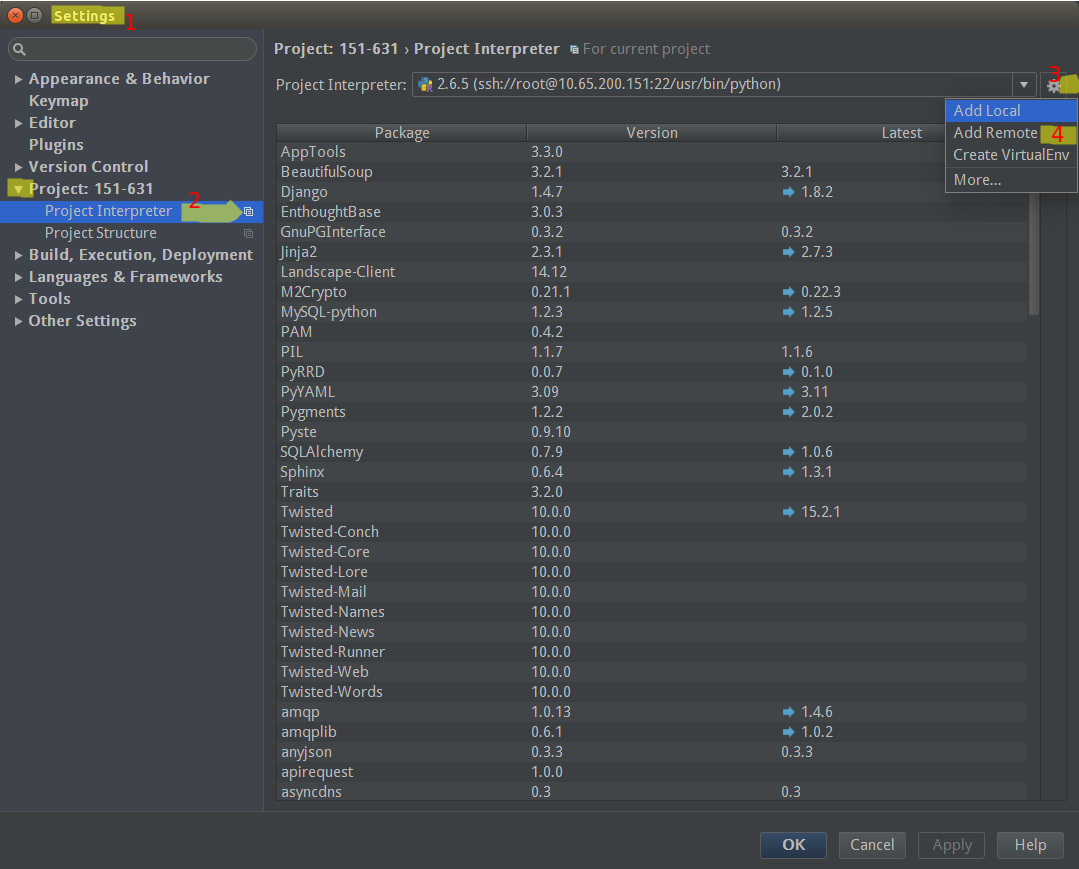 Settings 1
Project: 151-631 › Project Interpreter For current project
Appearance & Behavior
Keymap
Editor
Plugins
Version Control
Project: 151-631
Project Interpreter 2
Project Structure
Build, Execution, Deployment
Languages & Frameworks
Tools
Other Settings
Project Interpreter: 2.6.5 (ssh://root@10.65.200.151:22/usr/bin/python) 3
Add Local
Add Remote 4
Create VirtualEnv
More...
Package Version Latest
AppTools 3.3.0
BeautifulSoup 3.2.1 3.2.1
Django 1.4.7 1.8.2
EnthoughtBase 3.0.3
GnuPGInterface 0.3.2 0.3.2
Jinja2 2.3.1 2.7.3
Landscape-Client 14.12
M2Crypto 0.21.1 0.22.3
MySQL-python 1.2.3 1.2.5
PAM 0.4.2
PIL 1.1.7 1.1.6
PyRRD 0.0.7 0.1.0
PyYAML 3.09 3.11
Pygments 1.2.2 2.0.2
Pyste 0.9.10
SQLAlchemy 0.7.9 1.0.6
Sphinx 0.6.4 1.3.1
Traits 3.2.0
Twisted 10.0.0 15.2.1
Twisted-Conch 10.0.0
Twisted-Core 10.0.0
Twisted-Lore 10.0.0
Twisted-Mail 10.0.0
Twisted-Names 10.0.0
Twisted-News 10.0.0
Twisted-Runner 10.0.0
Twisted-Web 10.0.0
Twisted-Words 10.0.0
amqp 1.0.13 1.4.6
amqplib 0.6.1 1.0.2
anyjson 0.3.3 0.3.3
apirequest 1.0.0
asyncdns 0.3 0.3
OK Cancel Apply Help